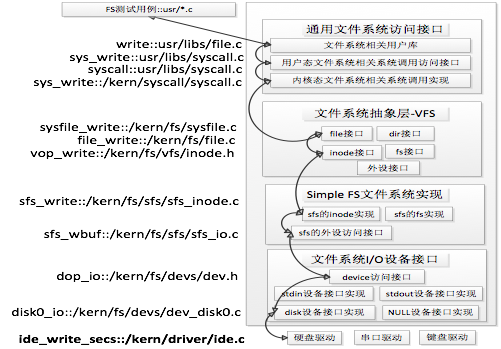 FS测试用例::usr/*.c
通用文件系统访问接口
write::usr/libs/file.c
文件系统相关用库
sys_write::usr/libs/syscall.c
用户态文件系统相关系统调用访问接口
syscall::usr/libs/syscall.c
sys_write::/kern/syscall/syscall.c
内核态文件系统相关系统调用实现
文件系统抽象层-VFS
sysfile_write::/kern/fs/sysfile.c
file接口 dir接口
file_write::/kern/fs/file.c
vop_write::/kern/fs/vfs/inode.h
inode接口 fs接口
外设接口
Simple FS文件系统实现
sfs_write::/kern/fs/sfs/sfs_inode.c
sfs的inode实现 sfs的fs实现
sfs_wbuf::/kern/fs/sfs/sfs_io.c
sfs的外设访问接口
文件系统I/O设备接口
dop_io::/kern/fs/devs/dev.h
device访问接口
stdin设备接口实现 stdout设备接口实现
disk0_io::/kern/fs/devs/dev_disk0.c
disk设备接口实现 NULL设备接口实现
ide_write_secs::/kern/driver/ide.c
硬盘驱动 串口驱动 键盘驱动